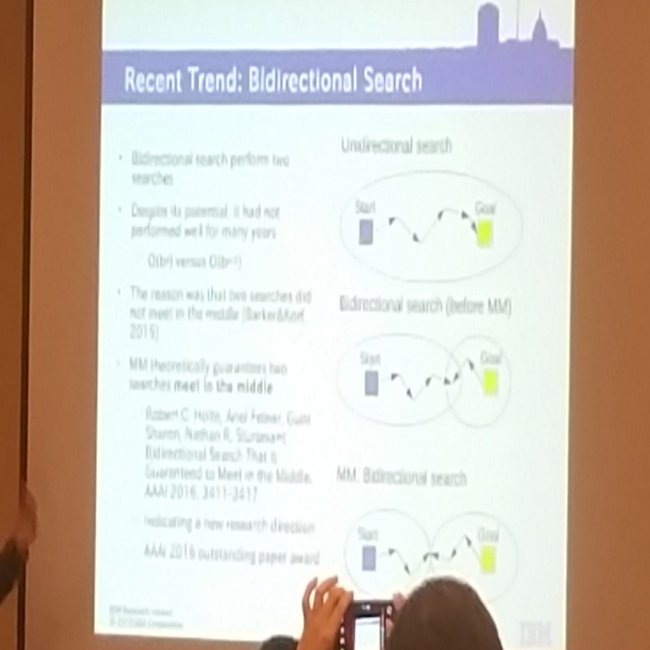 Recent Trend: Bidirectional Search
Bidirectional search perform two
searches
Despite its potential, it had not
performed well for many years
versus
The reason was that two searches did
not meet in the middle (Barker&Korf,
2015)
MM theoretically guarantees two
searches meet in the middle
Robert C. Holte, Ariel Felner, Guni
Sharon, Nathan R. Sturtevant:
Bidirectional Search That Is
Guaranteed to Meet in the Middle.
AAAI 2016: 3411-3417
Indicating a new research direction
AAAI 2016 outstanding paper award
Unidirectional search
Start
Goal
Bidirectional search (before MM)
Start
Goal
MM: Bidirectional search
Start
Goal
IBM Research
IBM